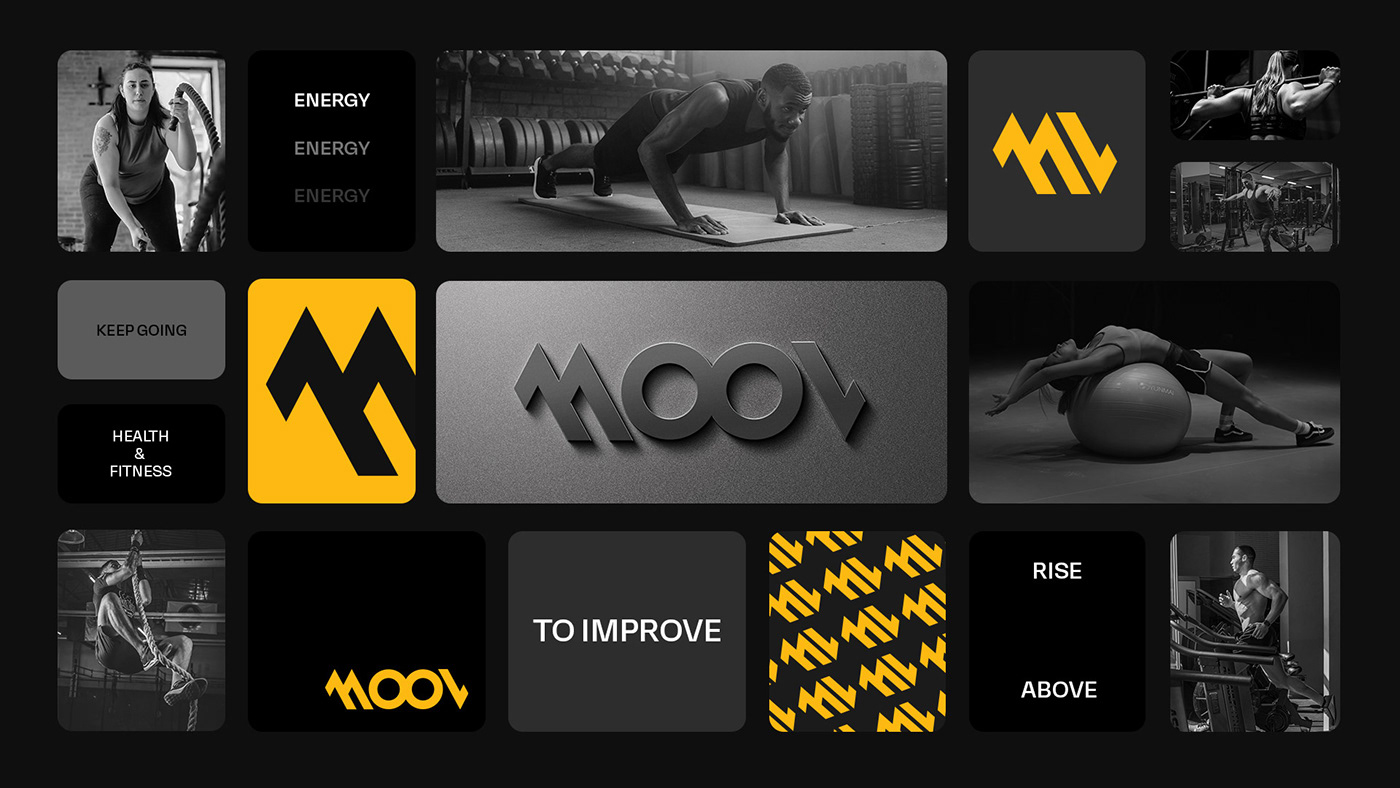 ENERGY
ENERGY
ENERGY
KEEP GOING
HEALTH
&
FITNESS
MOOV
MOOV
TO IMPROVE
RISE
ABOVE